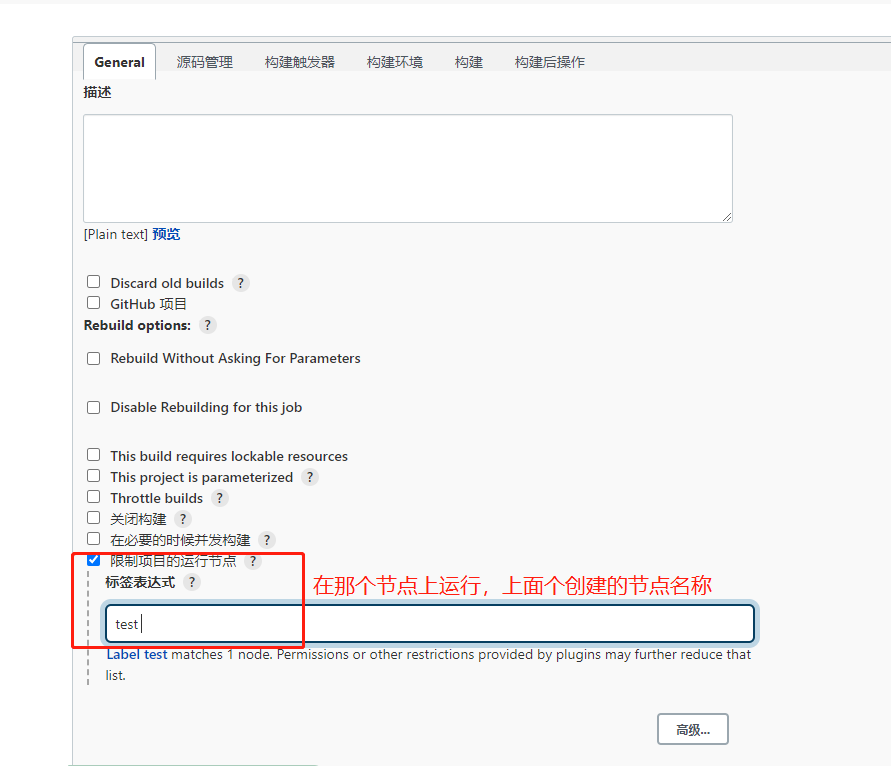 General 源码管理 构建触发器 构建环境 构建 构建后操作
描述
[Plain text] 预览
Discard old builds ?
GitHub 项目
Rebuild options: ?
Rebuild Without Asking For Parameters
Disable Rebuilding for this job
This build requires lockable resources
This project is parameterized ?
Throttle builds ?
关闭构建 ?
在必要的时候并发构建 ?
限制项目的运行节点 ?
标签表达式 ?
在那个节点上运行，上面个创建的节点名称
test
Label test matches 1 node. Permissions or other restrictions provided by plugins may further reduce that
list.
高级...